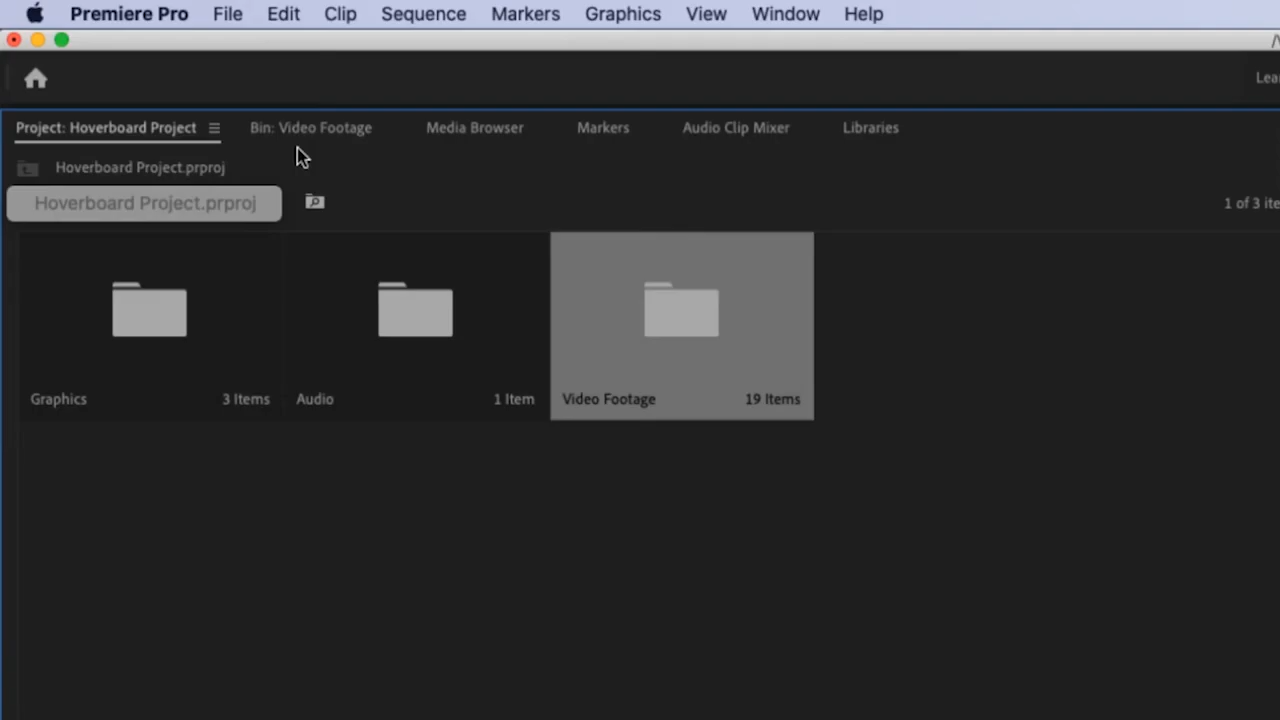 Premiere Pro File Edit Clip Sequence Markers Graphics View Window Help
Project: Hoverboard Project Bin: Video Footage Media Browser Markers Audio Clip Mixer Libraries
Hoverboard Project.prproj
Hoverboard Project.prproj
1 of 3 ite
Graphics 3 Items Audio 1 Item Video Footage 19 Items